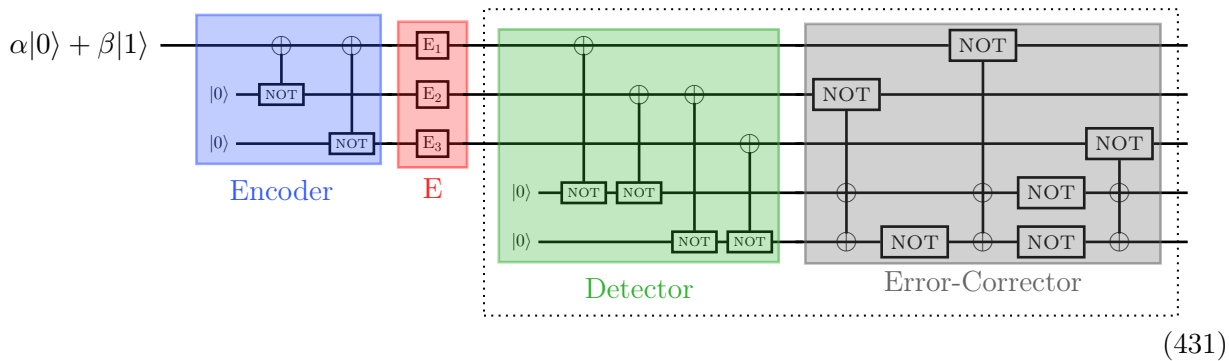 α|0⟩ + β|1⟩
E₁
NOT
NOT
|0⟩
NOT
E₂
NOT
|0⟩
NOT
E₃
|0⟩
NOT
NOT
NOT
|0⟩
NOT
NOT
NOT
NOT
Encoder
E
Detector
Error-Corrector
(431)